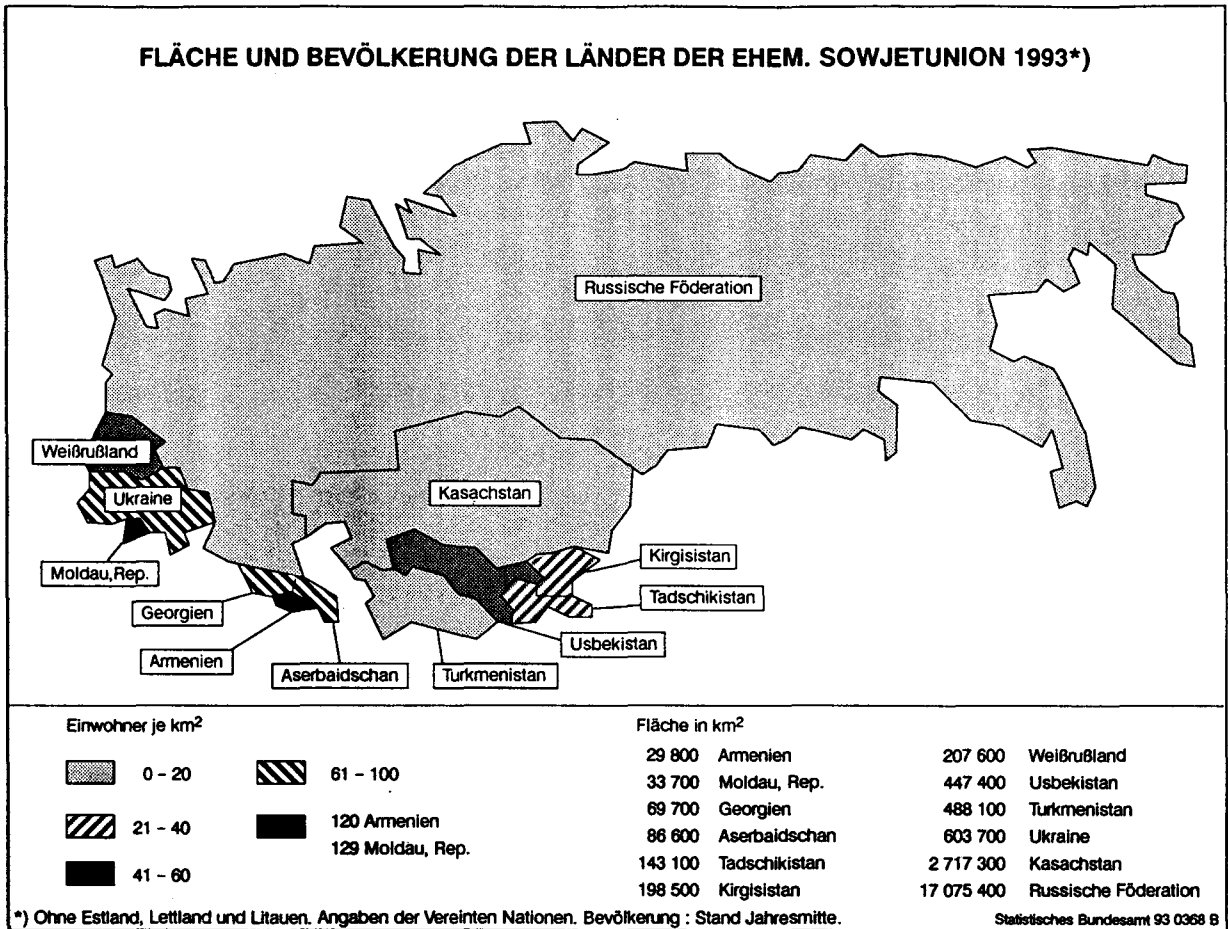 FLÄCHE UND BEVÖLKERUNG DER LÄNDER DER EHEM. SOWJETUNION 1993*)
Russische Föderation
Weißrußland
Ukraine
Kasachstan
Moldau, Rep.
Kirgisistan
Georgien
Tadschikistan
Armenien
Usbekistan
Aserbaidschan
Turkmenistan
Einwohner je km²
0 – 20
61 – 100
21 – 40
120 Armenien
129 Moldau, Rep.
41 – 60
Fläche in km²
29 800 Armenien
33 700 Moldau, Rep.
69 700 Georgien
86 600 Aserbaidschan
143 100 Tadschikistan
198 500 Kirgisistan
207 600 Weißrußland
447 400 Usbekistan
488 100 Turkmenistan
603 700 Ukraine
2 717 300 Kasachstan
17 075 400 Russische Föderation
*) Ohne Estland, Lettland und Litauen. Angaben der Vereinten Nationen. Bevölkerung : Stand Jahresmitte.
Statistisches Bundesamt 93 0368 B